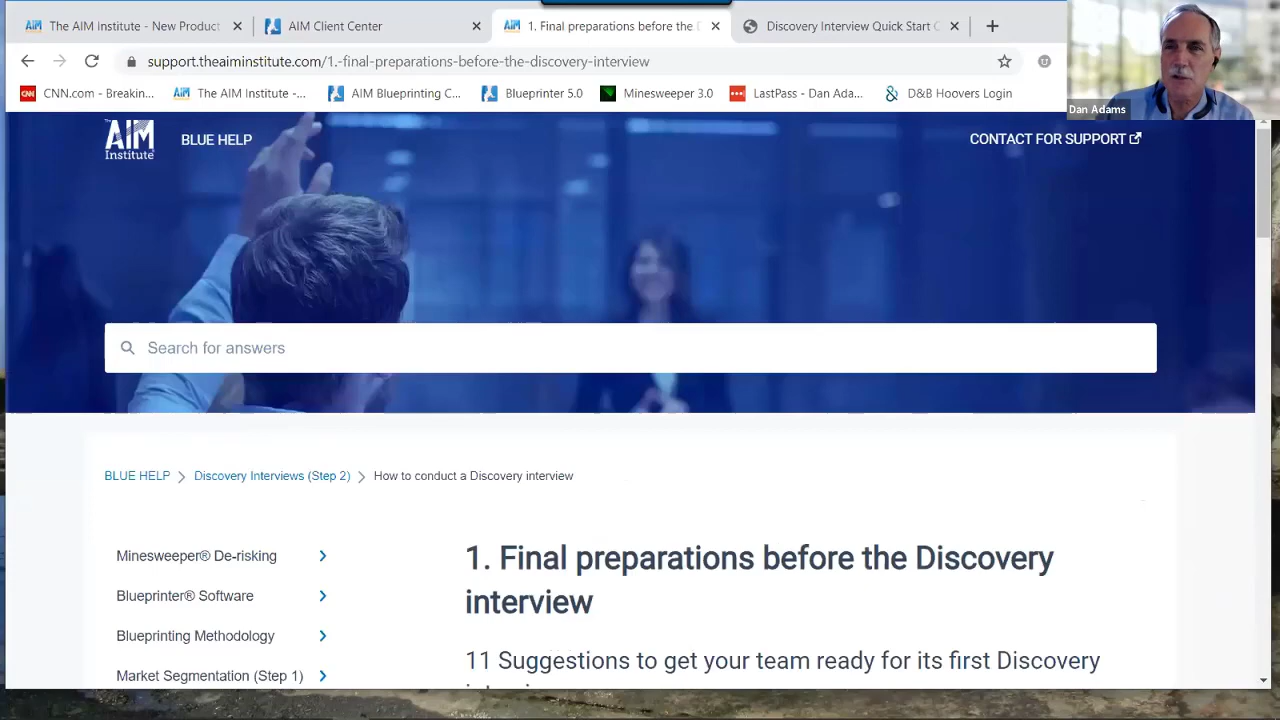 The AIM Institute - New Product
AIM Client Center
1. Final preparations before the D
Discovery Interview Quick Start G
support.theaiminstitute.com/1.-final-preparations-before-the-discovery-interview
CNN.com - Breakin...
The AIM Institute -...
AIM Blueprinting C...
Blueprinter 5.0
Minesweeper 3.0
LastPass - Dan Ada...
D&B Hoovers Login
Dan Adams
The
AIM
Institute
BLUE HELP
CONTACT FOR SUPPORT
Search for answers
BLUE HELP
Discovery Interviews (Step 2)
How to conduct a Discovery interview
Minesweeper® De-risking
Blueprinter® Software
Blueprinting Methodology
Market Segmentation (Step 1)
1. Final preparations before the Discovery
interview
11 Suggestions to get your team ready for its first Discovery